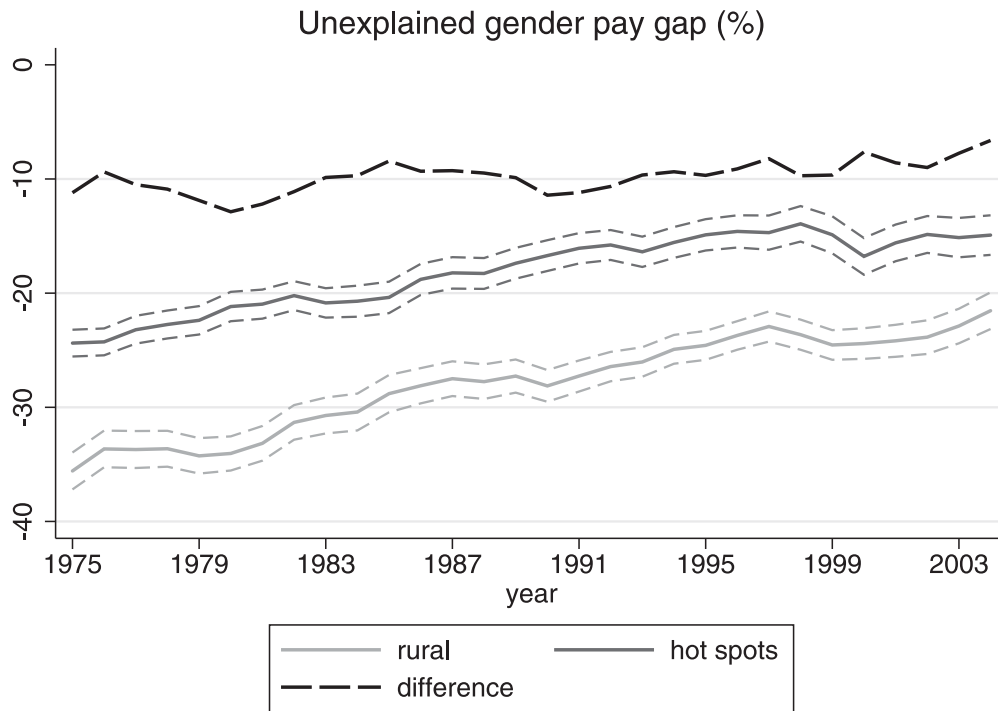 Unexplained gender pay gap (%)
0
-10
-20
-30
-40
1975 1979 1983 1987 1991 1995 1999 2003
year
rural hot spots
difference